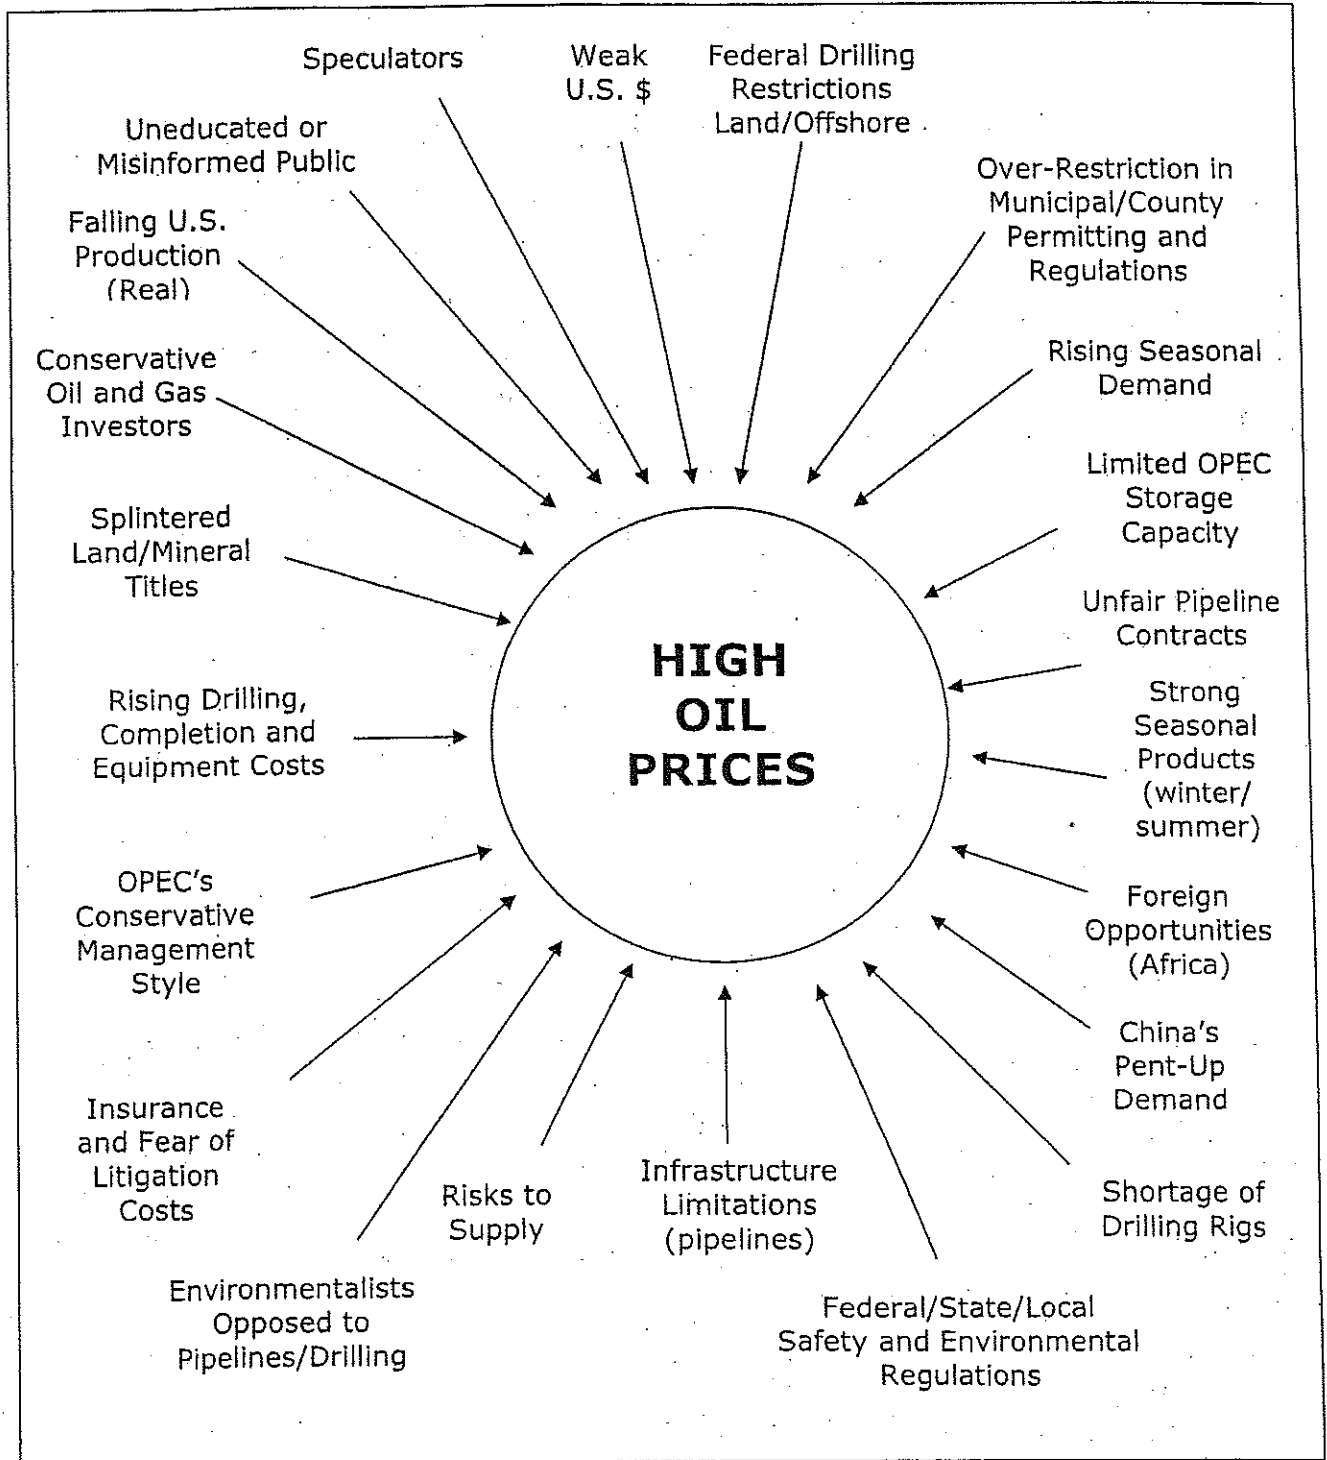 Speculators
Weak
U.S. $
Federal Drilling
Restrictions
Land/Offshore
Uneducated or
Misinformed Public
Over-Restriction in
Municipal/County
Permitting and
Regulations
Falling U.S.
Production
(Real)
Rising Seasonal
Demand
Conservative
Oil and Gas
Investors
Limited OPEC
Storage
Capacity
Splintered
Land/Mineral
Titles
Unfair Pipeline
Contracts
HIGH
OIL
PRICES
Strong
Seasonal
Products
(winter/
summer)
Rising Drilling,
Completion and
Equipment Costs
OPEC's
Conservative
Management
Style
Foreign
Opportunities
(Africa)
China's
Pent-Up
Demand
Insurance
and Fear of
Litigation
Costs
Risks to
Supply
Infrastructure
Limitations
(pipelines)
Shortage of
Drilling Rigs
Environmentalists
Opposed to
Pipelines/Drilling
Federal/State/Local
Safety and Environmental
Regulations